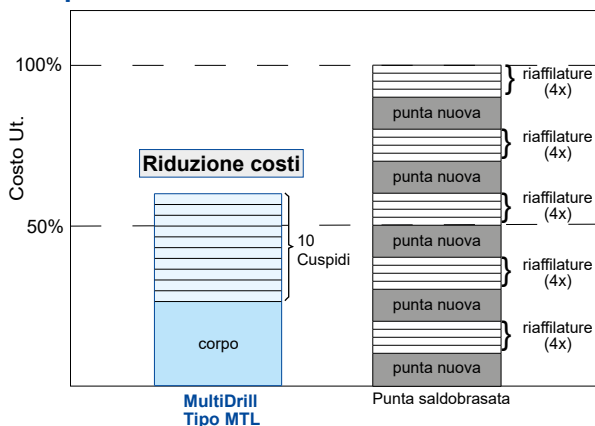 100%
50%
Costo Ut.
Riduzione costi
10
Cuspidi
corpo
MultiDrill
Tipo MTL
riaffilature
(4x)
punta nuova
riaffilature
(4x)
punta nuova
riaffilature
(4x)
punta nuova
riaffilature
(4x)
punta nuova
riaffilature
(4x)
punta nuova
Punta saldobrasata